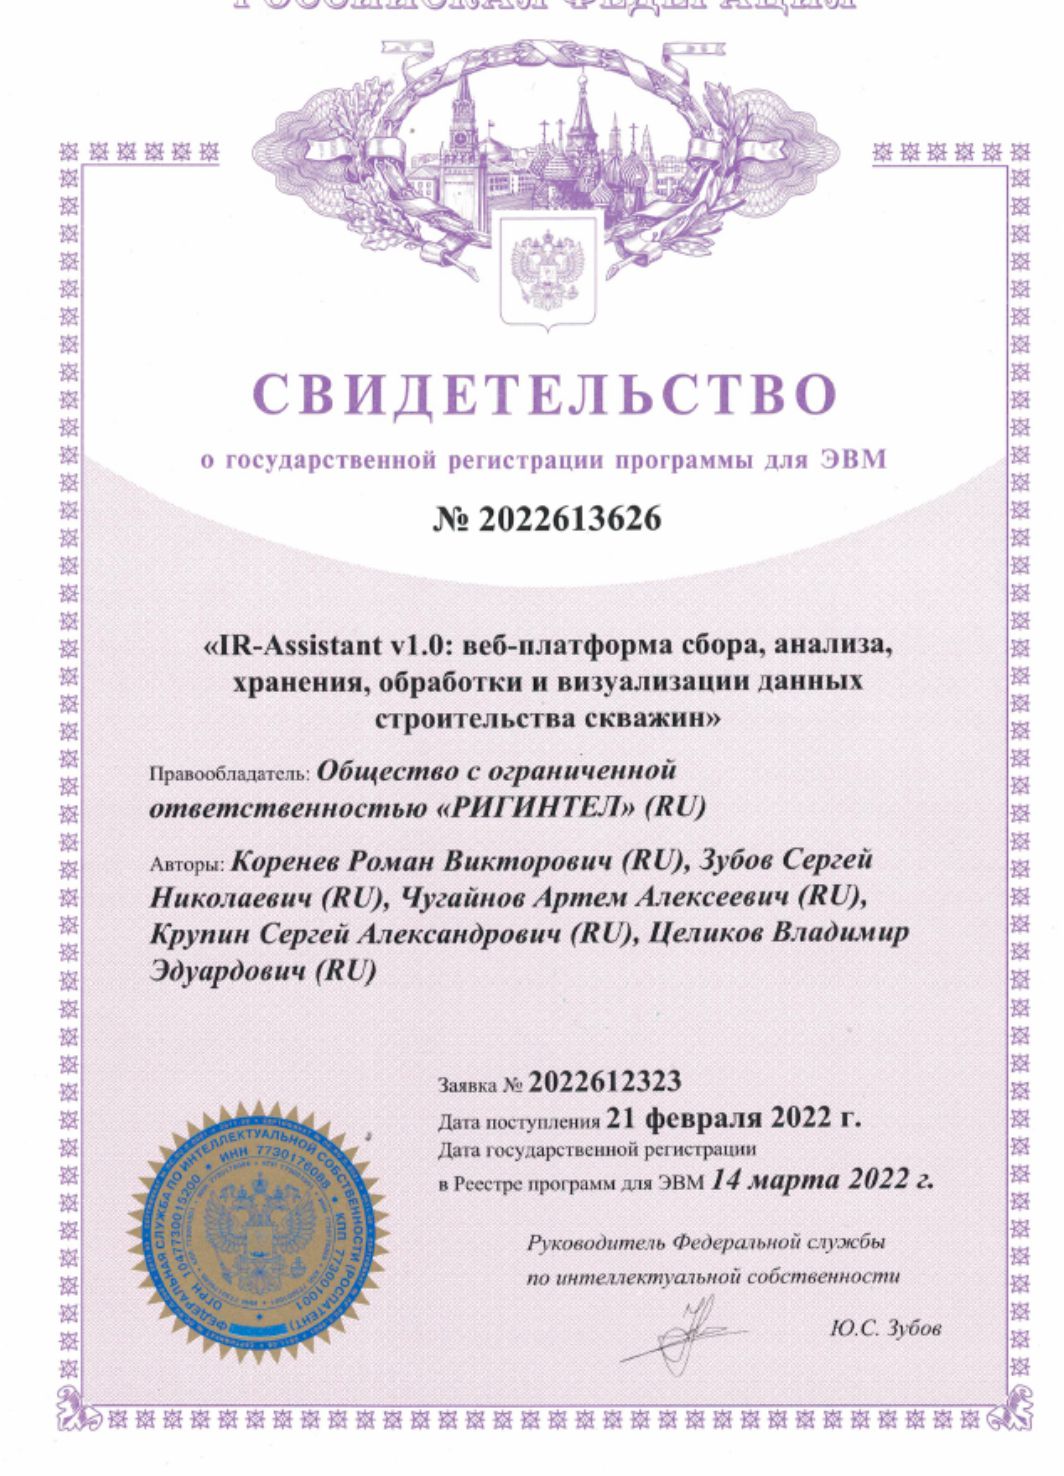 РОССИЙСКАЯ ФЕДЕРАЦИЯ
СВИДЕТЕЛЬСТВО
о государственной регистрации программы для ЭВМ
№ 2022613626
«IR-Assistant v1.0: веб-платформа сбора, анализа,
хранения, обработки и визуализации данных
строительства скважин»
Правообладатель: Общество с ограниченной
ответственностью «РИГИНТЕЛ» (RU)
Авторы: Коренев Роман Викторович (RU), Зубов Сергей
Николаевич (RU), Чугайнов Артем Алексеевич (RU),
Крупин Сергей Александрович (RU), Целиков Владимир
Эдуардович (RU)
Заявка № 2022612323
Дата поступления 21 февраля 2022 г.
Дата государственной регистрации
в Реестре программ для ЭВМ 14 марта 2022 г.
Руководитель Федеральной службы
по интеллектуальной собственности
Ю.С. Зубов
ФЕДЕРАЛЬНАЯ СЛУЖБА ПО ИНТЕЛЛЕКТУАЛЬНОЙ СОБСТВЕННОСТИ (РОСПАТЕНТ)
ОГРН 1047730015200 * ИНН 7730176088 * КПП 773001001